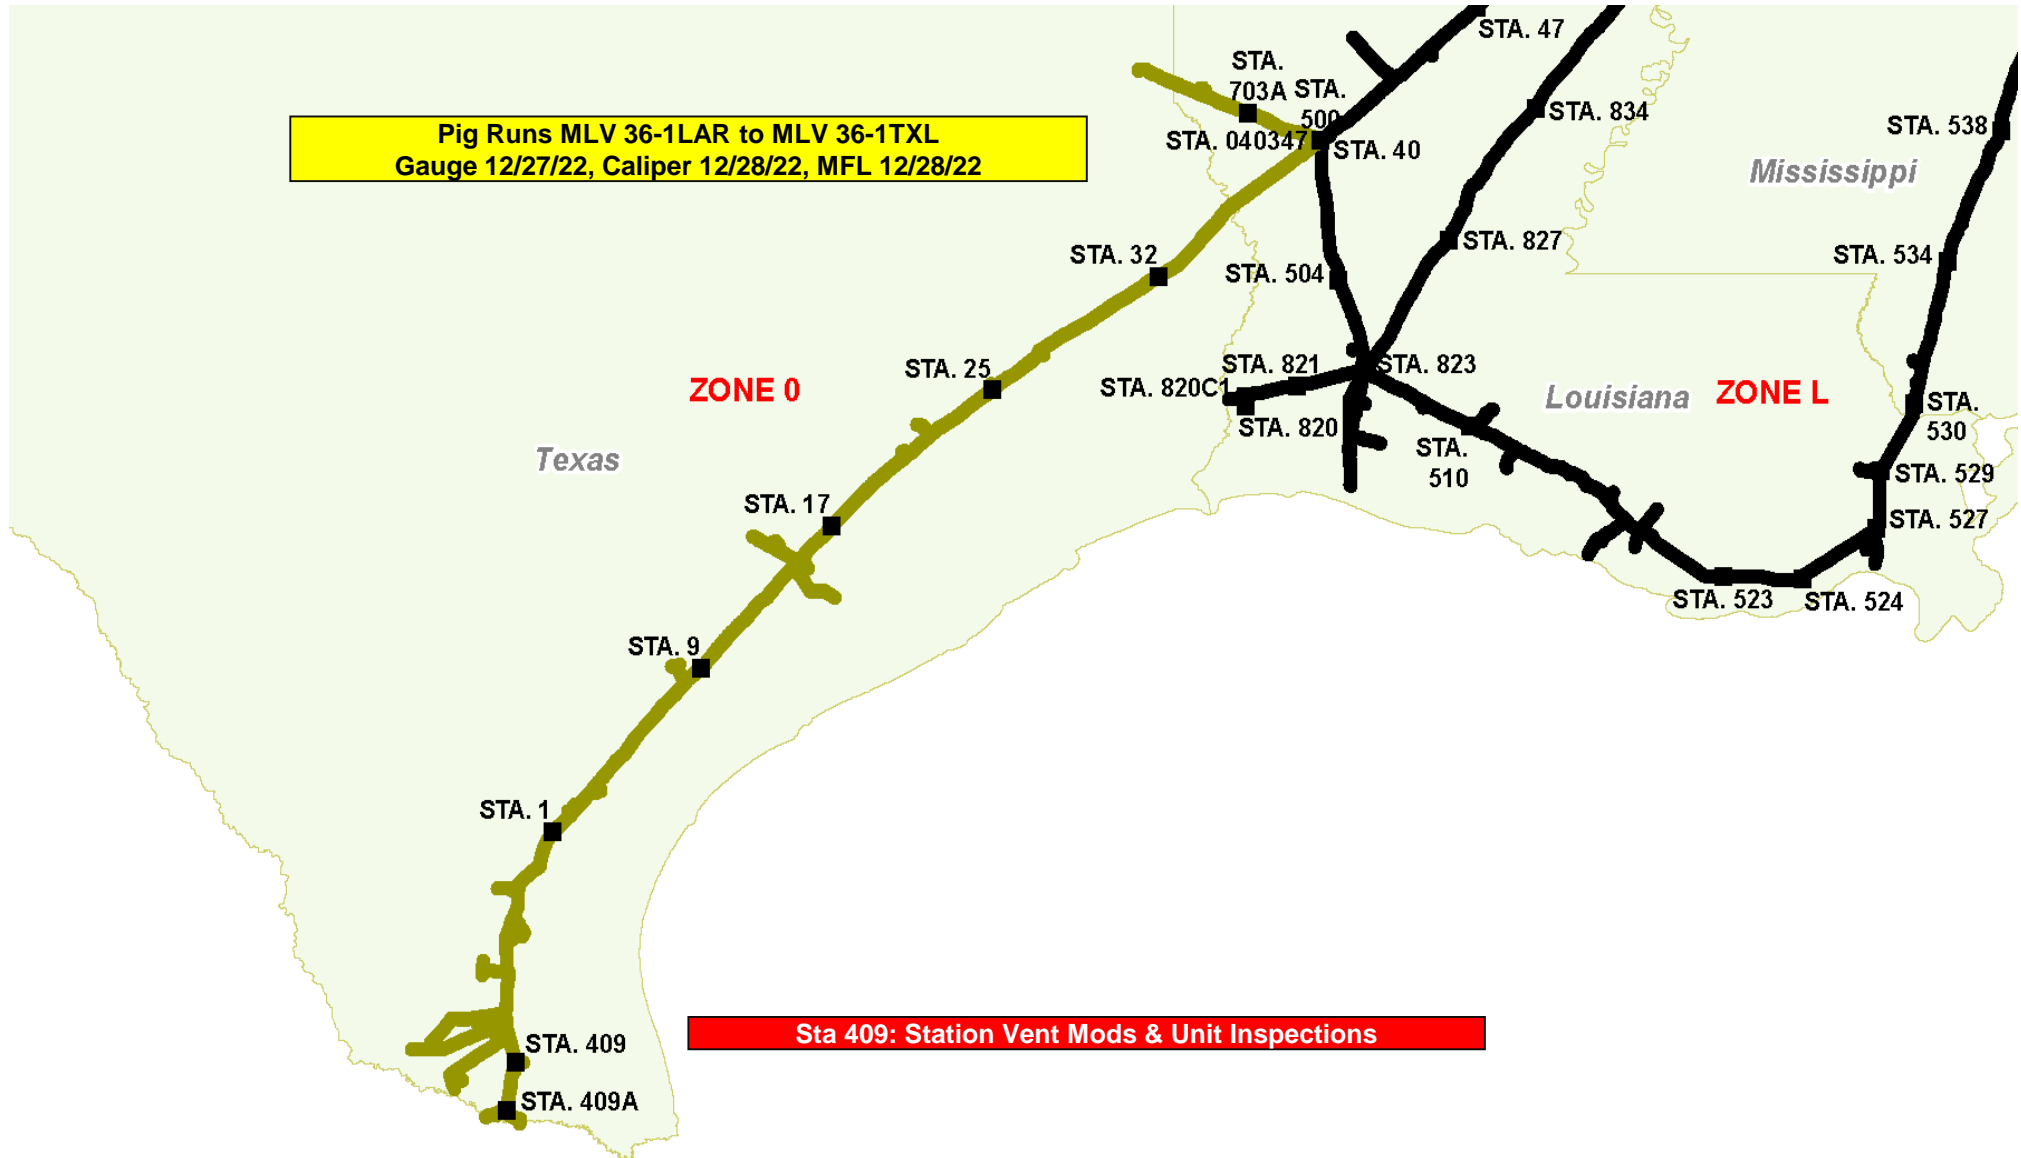 STA. 47
STA.
703A
STA.
500
STA. 834
STA. 538
Pig Runs MLV 36-1LAR to MLV 36-1TXL
Gauge 12/27/22, Caliper 12/28/22, MFL 12/28/22
STA. 040347
STA. 40
Mississippi
STA. 32
STA. 504
STA. 827
STA. 534
STA. 25
ZONE 0
STA. 821
STA. 823
STA. 820C1
STA. 820
Louisiana
ZONE L
STA.
530
Texas
STA.
510
STA. 529
STA. 17
STA. 527
STA. 523
STA. 524
STA. 9
STA. 1
Sta 409: Station Vent Mods & Unit Inspections
STA. 409
STA. 409A